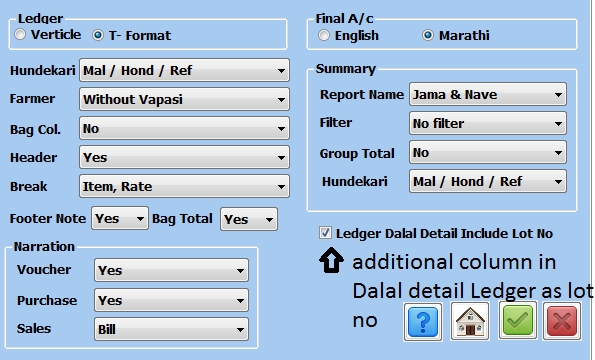 Ledger
Verticle T- Format
Hundekari Mal / Hond / Ref
Farmer Without Vapasi
Bag Col. No
Header Yes
Break Item, Rate
Footer Note Yes Bag Total Yes
Narration
Voucher Yes
Purchase Yes
Sales Bill
Final A/c
English Marathi
Summary
Report Name Jama & Nave
Filter No filter
Group Total No
Hundekari Mal / Hond / Ref
Ledger Dalal Detail Include Lot No
additional column in
Dalal detail Ledger as lot
no
?